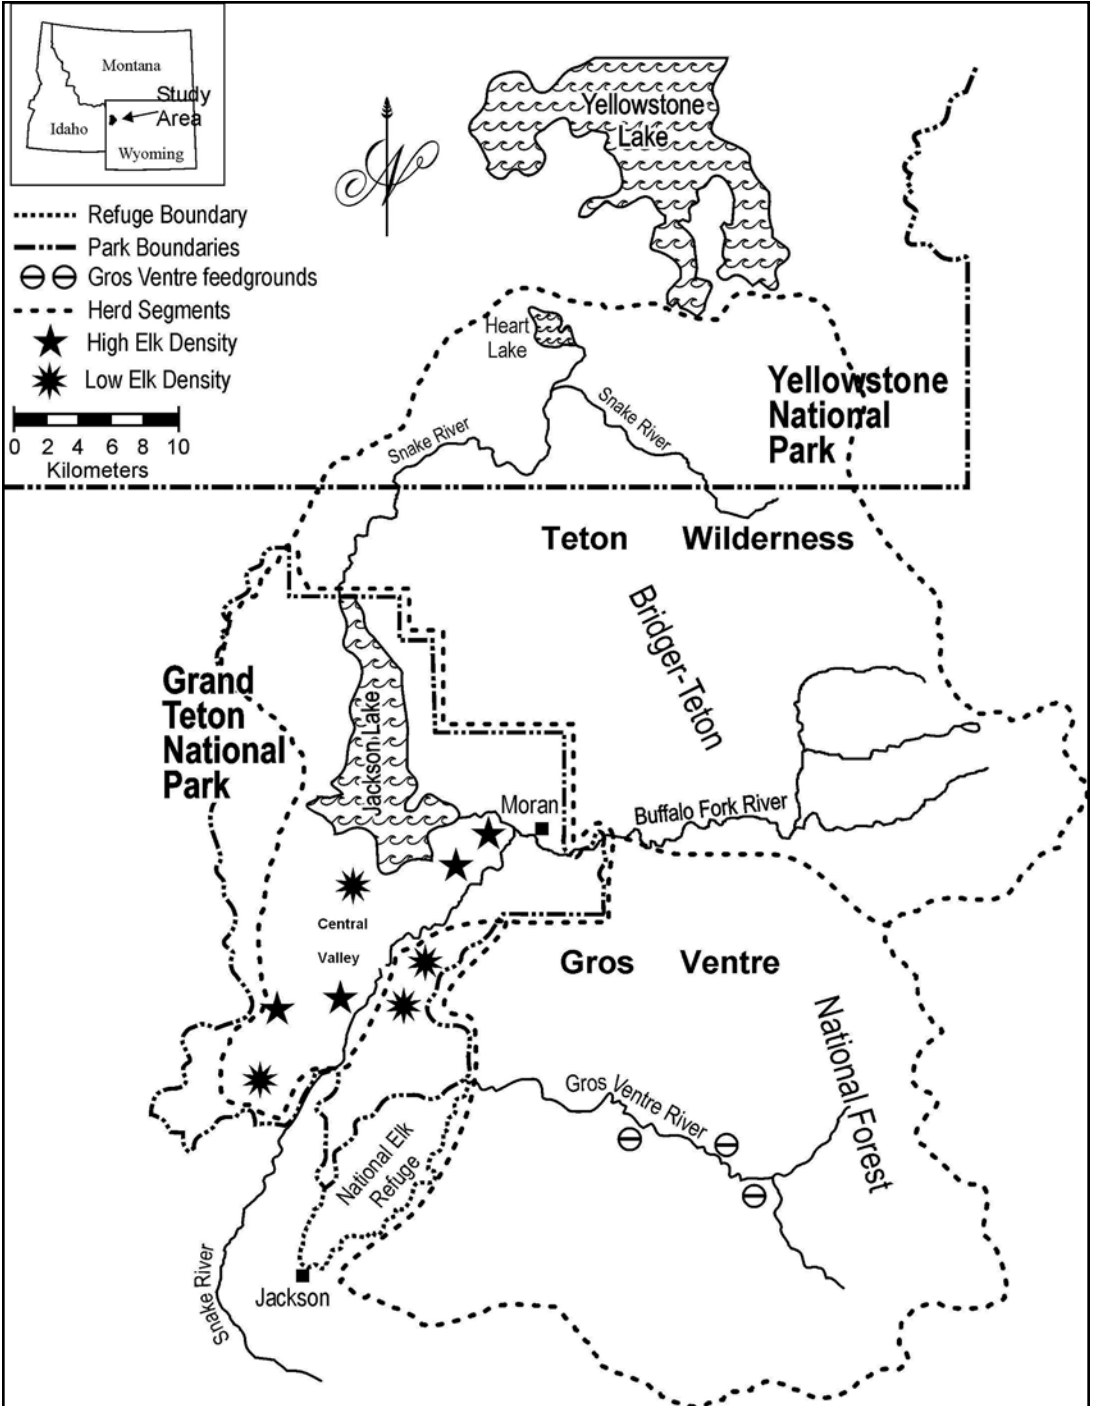 Montana
Study
Area
Idaho
Wyoming
Refuge Boundary
Park Boundaries
Gros Ventre feedgrounds
Herd Segments
High Elk Density
Low Elk Density
0 2 4 6 8 10
Kilometers
N
Yellowstone
Lake
Heart
Lake
Yellowstone
National
Park
Snake River
Snake River
Teton Wilderness
Bridger-Teton
Grand
Teton
National
Park
Jackson Lake
Moran
Buffalo Fork River
Central
Valley
Gros Ventre
National Forest
Gros Ventre River
National Elk
Refuge
Snake River
Jackson